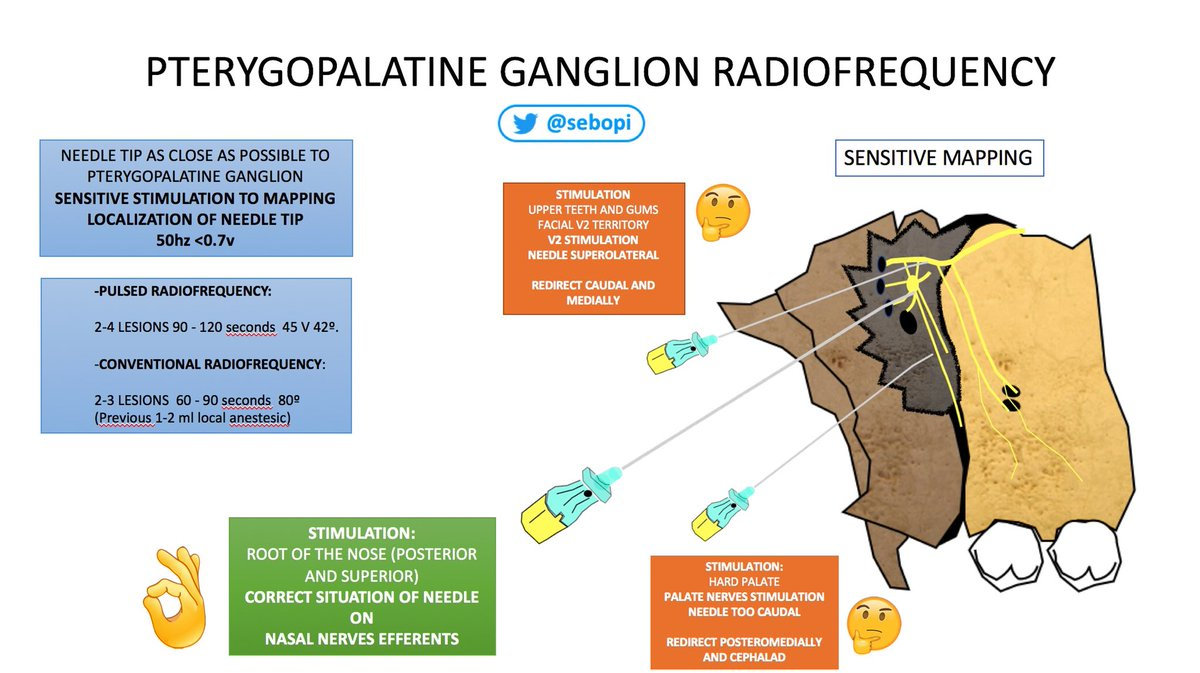 PTERYGOPALATINE GANGLION RADIOFREQUENCY
@sebopi
NEEDLE TIP AS CLOSE AS POSSIBLE TO
PTERYGOPALATINE GANGLION
SENSITIVE STIMULATION TO MAPPING
LOCALIZATION OF NEEDLE TIP
50hz <0.7v
-PULSED RADIOFREQUENCY:
2-4 LESIONS 90 - 120 seconds 45 V 42º.
-CONVENTIONAL RADIOFREQUENCY:
2-3 LESIONS 60 - 90 seconds 80º
(Previous 1-2 ml local anestesic)
STIMULATION
UPPER TEETH AND GUMS
FACIAL V2 TERRITORY
V2 STIMULATION
NEEDLE SUPEROLATERAL
REDIRECT CAUDAL AND
MEDIALLY
SENSITIVE MAPPING
STIMULATION:
ROOT OF THE NOSE (POSTERIOR
AND SUPERIOR)
CORRECT SITUATION OF NEEDLE
ON
NASAL NERVES EFFERENTS
STIMULATION:
HARD PALATE
PALATE NERVES STIMULATION
NEEDLE TOO CAUDAL
REDIRECT POSTEROMEDIALLY
AND CEPHALAD